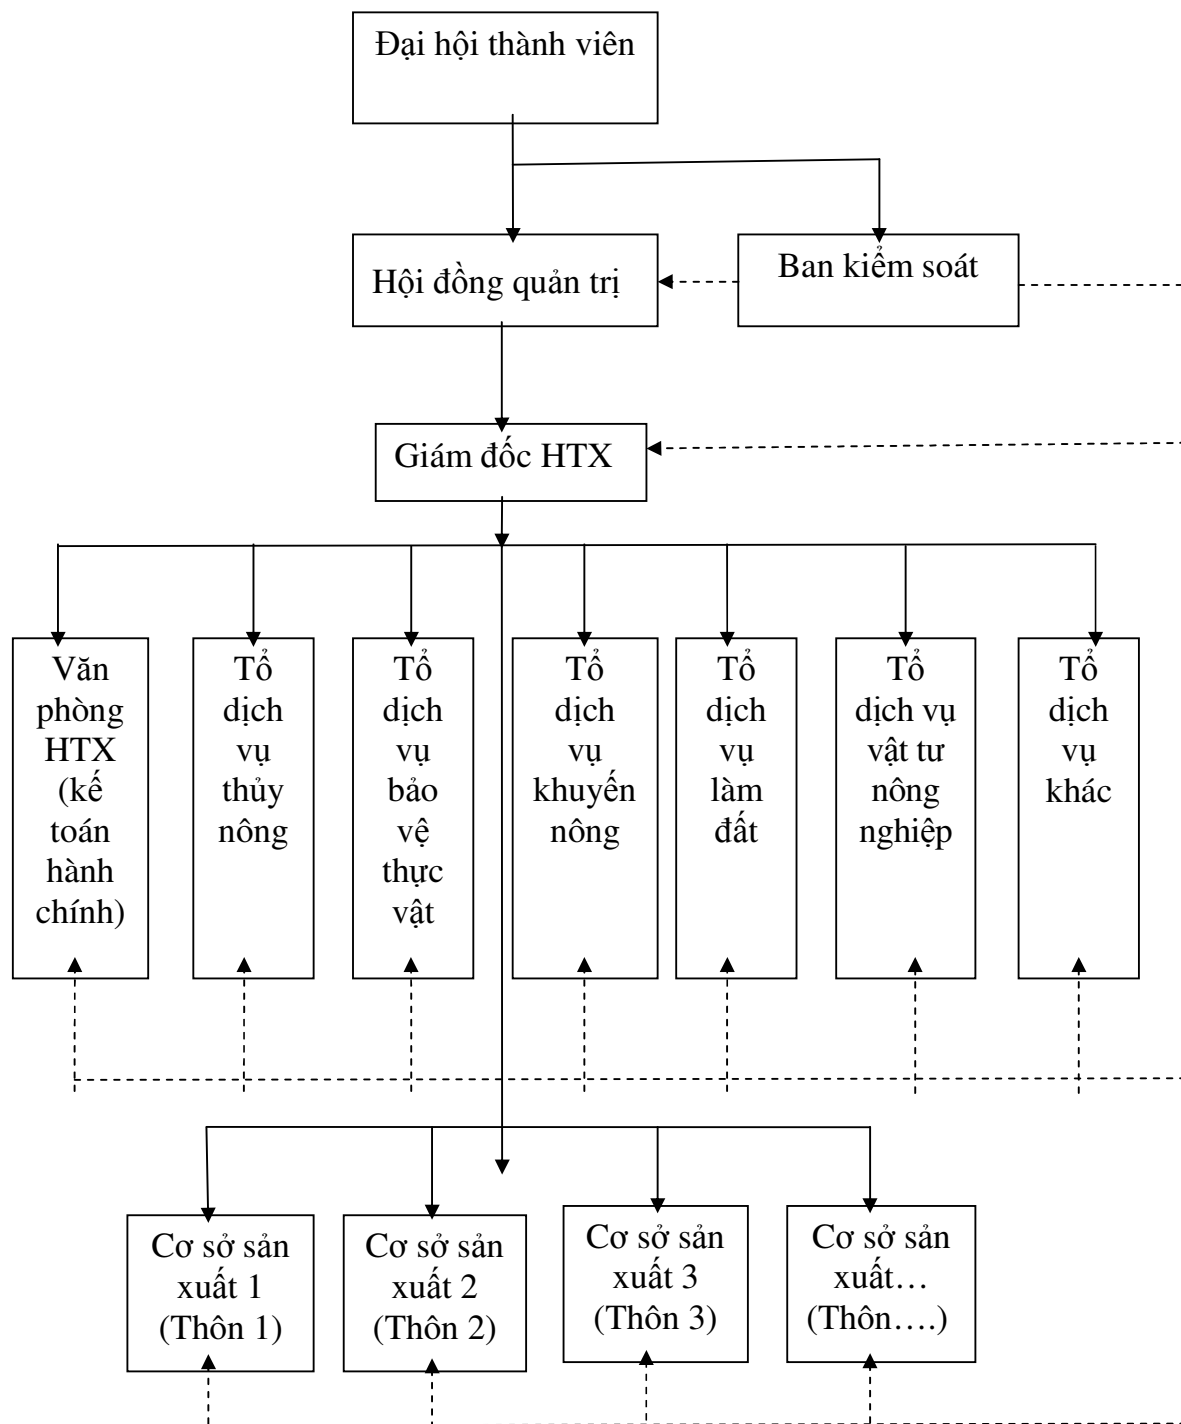 Đại hội thành viên
Hội đồng quản trị
Ban kiểm soát
Giám đốc HTX
Văn
phòng
HTX
(kế
toán
hành
chính)
Tổ
dịch
vụ
thủy
nông
Tổ
dịch
vụ
bảo
vệ
thực
vật
Tổ
dịch
vụ
khuyến
nông
Tổ
dịch
vụ
làm
đất
Tổ
dịch vụ
vật tư
nông
nghiệp
Tổ
dịch
vụ
khác
Cơ sở sản
xuất 1
(Thôn 1)
Cơ sở sản
xuất 2
(Thôn 2)
Cơ sở sản
xuất 3
(Thôn 3)
Cơ sở sản
xuất…
(Thôn….)